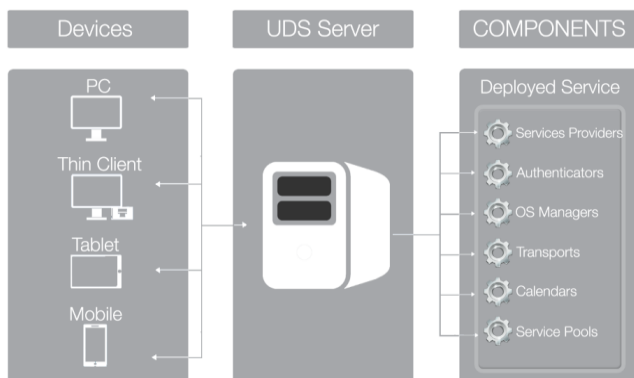 Devices
UDS Server
COMPONENTS
PC
Thin Client
Tablet
Mobile
Deployed Service
Services Providers
Authenticators
OS Managers
Transports
Calendars
Service Pools